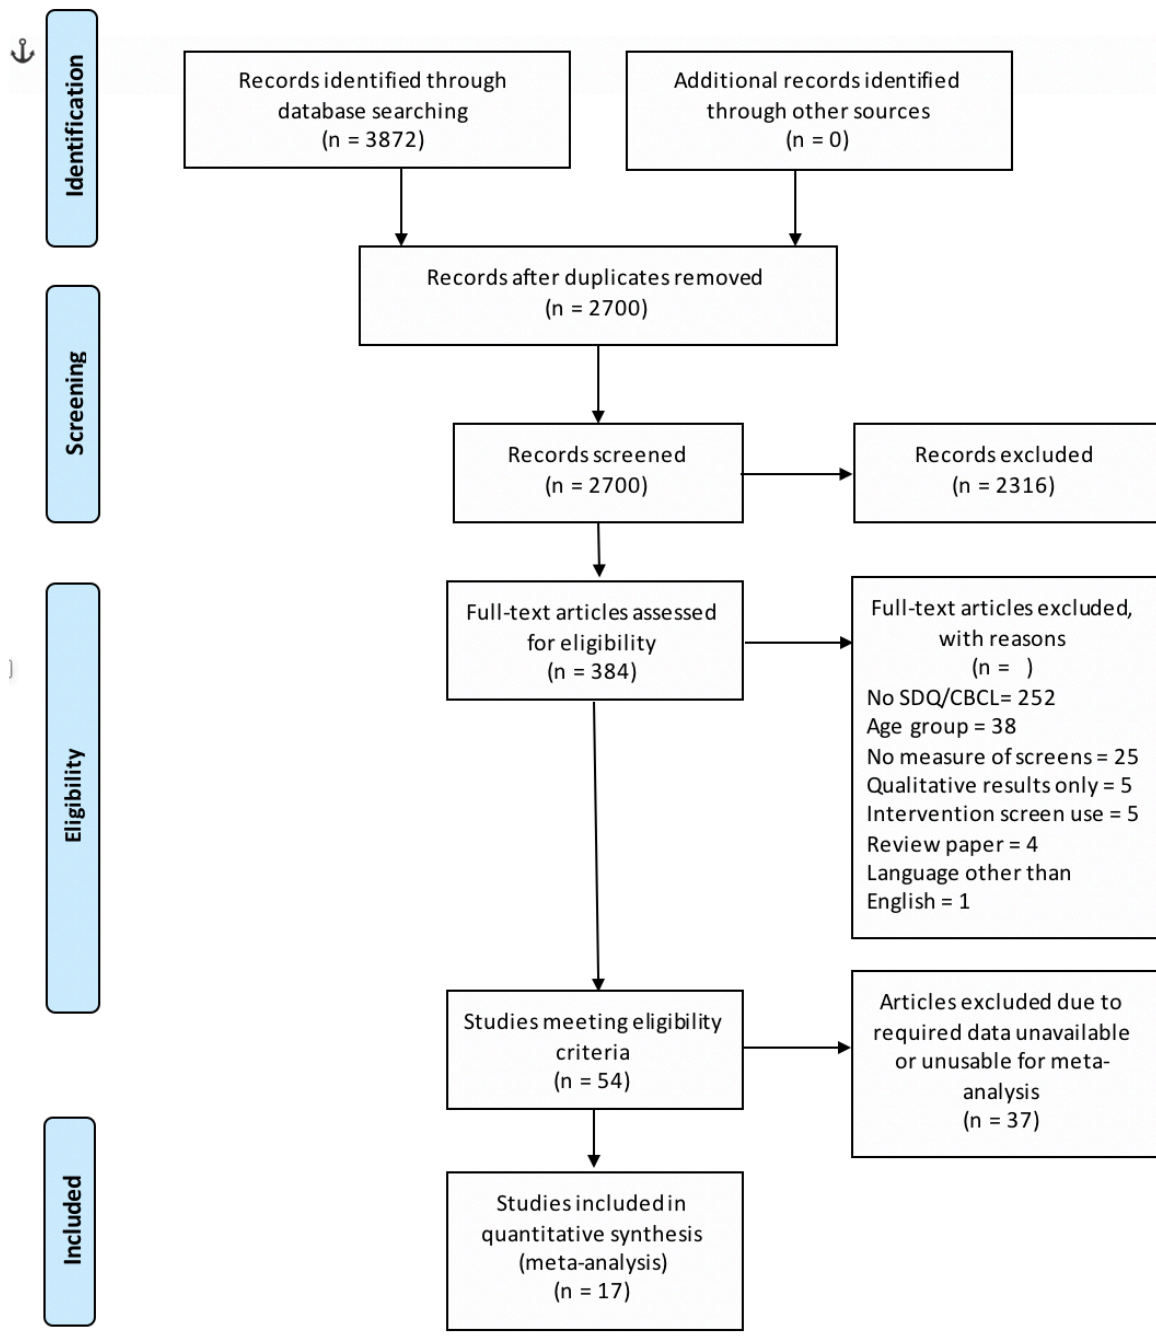 Identification
Records identified through
database searching
(n = 3872)
Additional records identified
through other sources
(n = 0)
Records after duplicates removed
(n = 2700)
Screening
Records screened
(n = 2700)
Records excluded
(n = 2316)
Eligibility
Full-text articles assessed
for eligibility
(n = 384)
Full-text articles excluded,
with reasons
(n =   )
No SDQ/CBCL= 252
Age group = 38
No measure of screens = 25
Qualitative results only = 5
Intervention screen use = 5
Review paper = 4
Language other than
English = 1
Studies meeting eligibility
criteria
(n = 54)
Articles excluded due to
required data unavailable
or unusable for meta-
analysis
(n = 37)
Included
Studies included in
quantitative synthesis
(meta-analysis)
(n = 17)